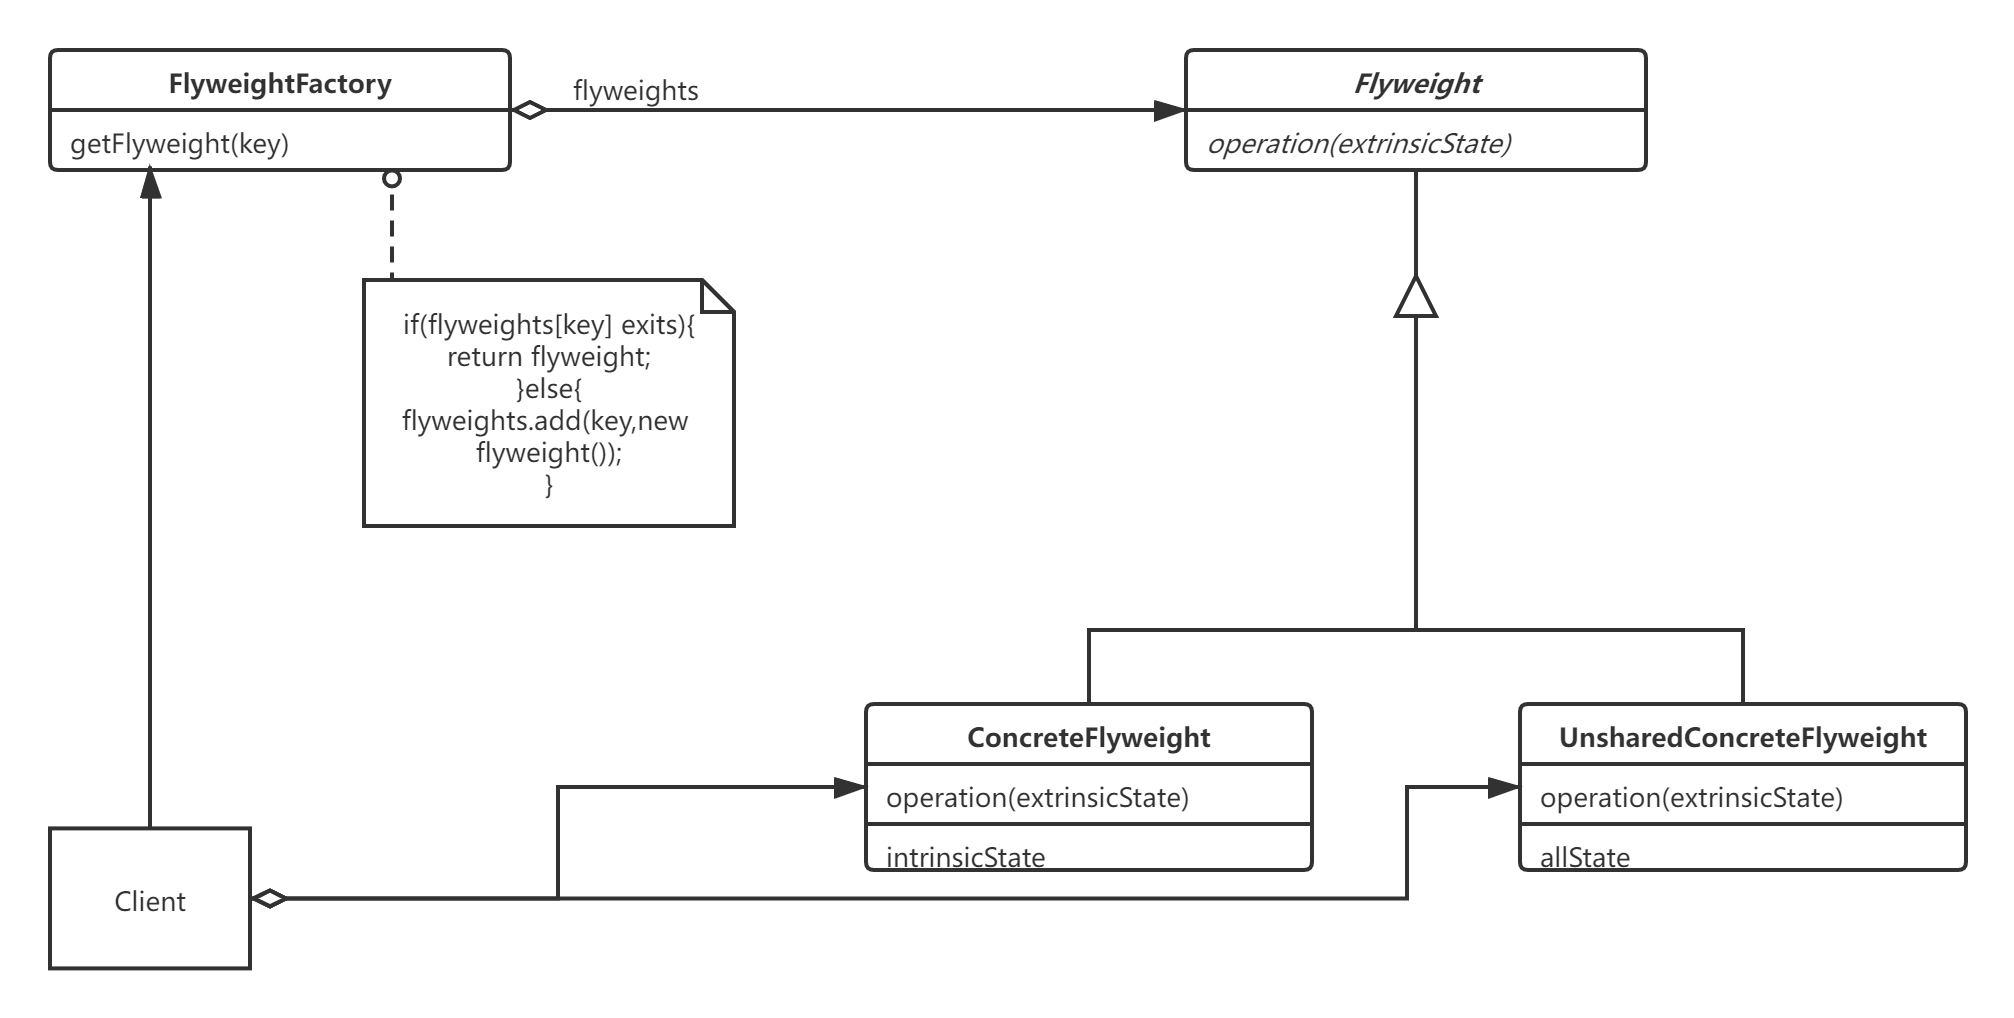 FlyweightFactory
getFlyweight(key)
flyweights
Flyweight
operation(extrinsicState)
if(flyweights[key] exits){
return flyweight;
}else{
flyweights.add(key,new
flyweight());
}
ConcreteFlyweight
operation(extrinsicState)
intrinsicState
UnsharedConcreteFlyweight
operation(extrinsicState)
allState
Client